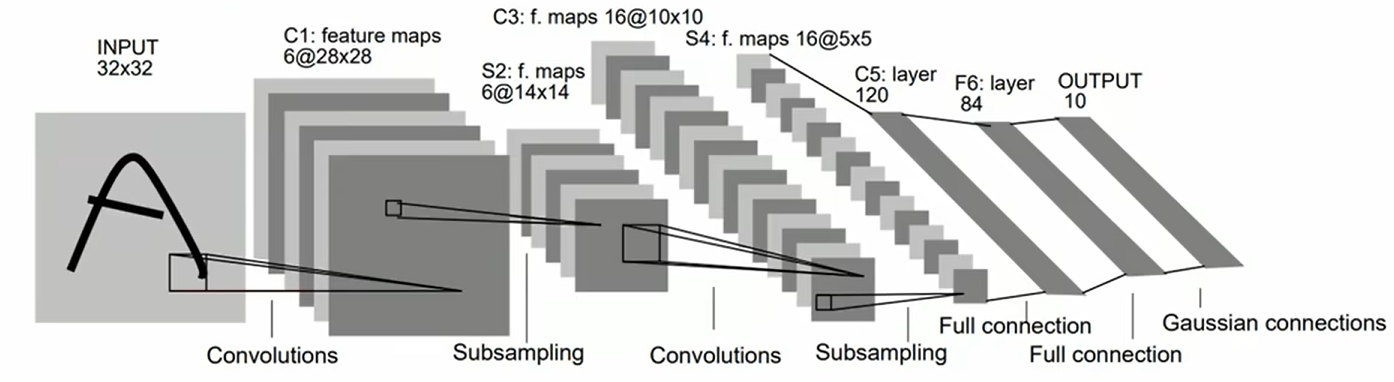 INPUT
32x32
C1: feature maps
6@28x28
S2: f. maps
6@14x14
C3: f. maps 16@10x10
S4: f. maps 16@5x5
C5: layer
120
F6: layer
84
OUTPUT
10
Convolutions
Subsampling
Convolutions
Subsampling
Full connection
Full connection
Gaussian connections